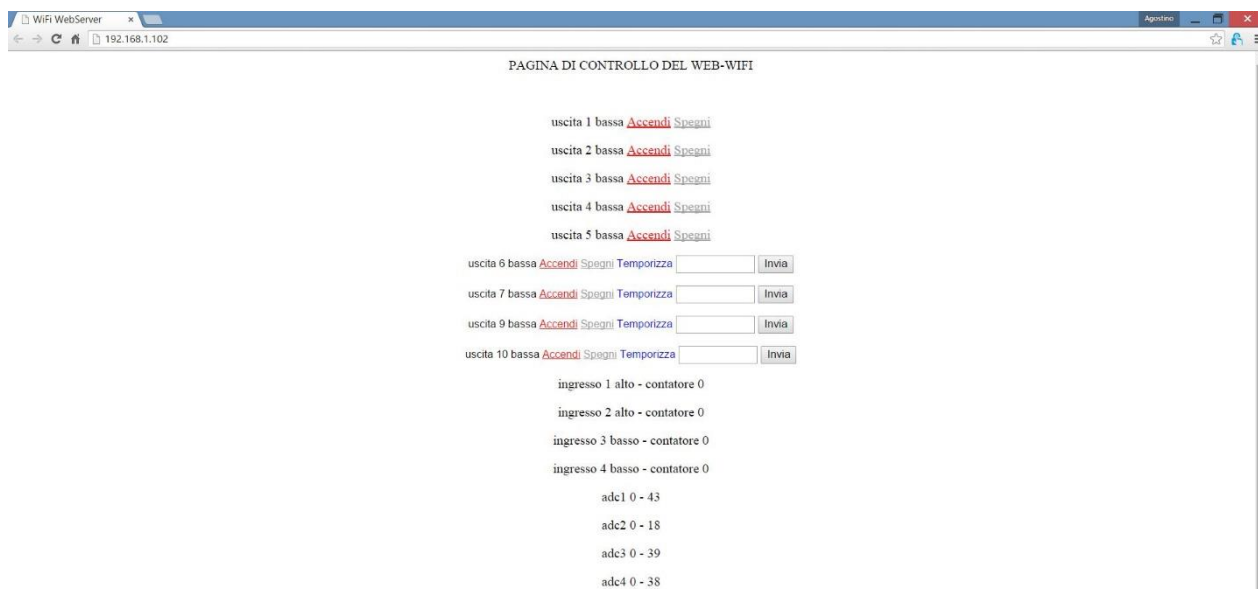 WiFi WebServer
Agostino
192.168.1.102
PAGINA DI CONTROLLO DEL WEB-WIFI
uscita 1 bassa Accendi Spegni
uscita 2 bassa Accendi Spegni
uscita 3 bassa Accendi Spegni
uscita 4 bassa Accendi Spegni
uscita 5 bassa Accendi Spegni
uscita 6 bassa Accendi Spegni Temporizza Invia
uscita 7 bassa Accendi Spegni Temporizza Invia
uscita 9 bassa Accendi Spegni Temporizza Invia
uscita 10 bassa Accendi Spegni Temporizza Invia
ingresso 1 alto - contatore 0
ingresso 2 alto - contatore 0
ingresso 3 basso - contatore 0
ingresso 4 basso - contatore 0
adc1 0 - 43
adc2 0 - 18
adc3 0 - 39
adc4 0 - 38